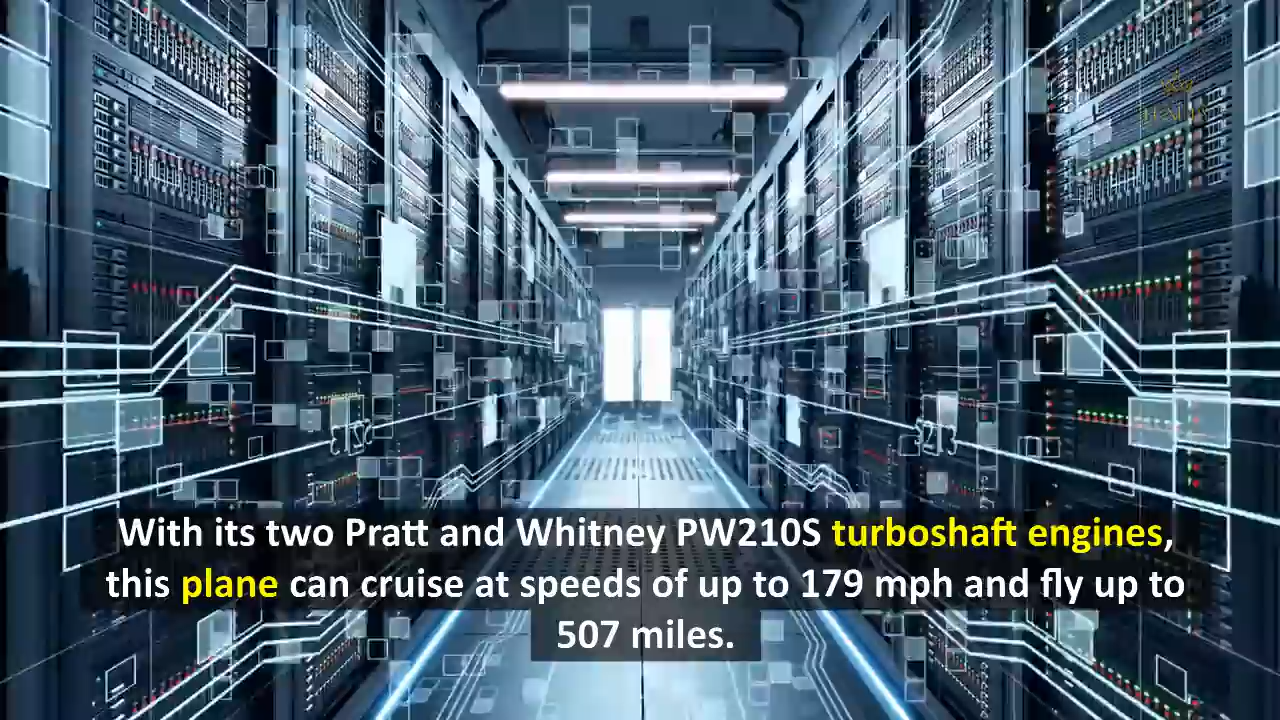 With its two Pratt and Whitney PW210S turboshaft engines,
this plane can cruise at speeds of up to 179 mph and fly up to
507 miles.